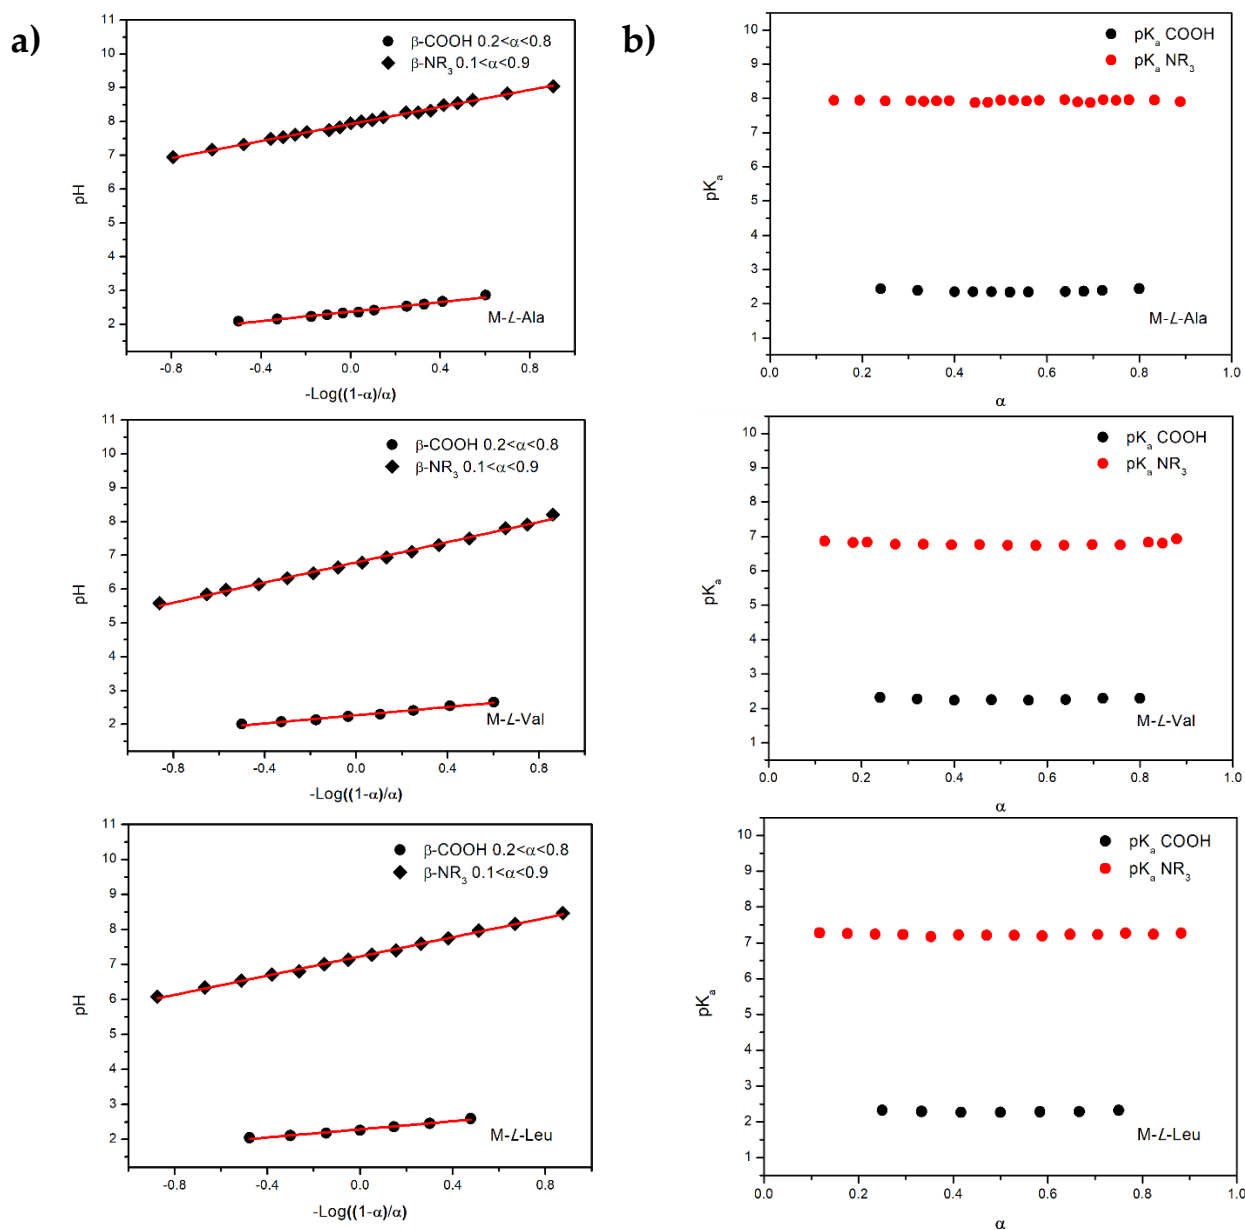 a)
11
10
9
8
7
6
5
4
3
2
pH
β-COOH 0.2<α<0.8
β-NR₃ 0.1<α<0.9
M-L-Ala
-0.8 -0.4 0.0 0.4 0.8
-Log((1-α)/α)
b)
10
9
8
7
6
5
4
3
2
1
pKₐ
pKₐ COOH
pKₐ NR₃
M-L-Ala
0.0 0.2 0.4 0.6 0.8 1.0
α
11
10
9
8
7
6
5
4
3
2
pH
β-COOH 0.2<α<0.8
β-NR₃ 0.1<α<0.9
M-L-Val
-0.8 -0.4 0.0 0.4 0.8
-Log((1-α)/α)
10
9
8
7
6
5
4
3
2
1
pKₐ
pKₐ COOH
pKₐ NR₃
M-L-Val
0.0 0.2 0.4 0.6 0.8 1.0
α
11
10
9
8
7
6
5
4
3
2
pH
β-COOH 0.2<α<0.8
β-NR₃ 0.1<α<0.9
M-L-Leu
-0.8 -0.4 0.0 0.4 0.8
-Log((1-α)/α)
10
9
8
7
6
5
4
3
2
1
pKₐ
pKₐ COOH
pKₐ NR₃
M-L-Leu
0.0 0.2 0.4 0.6 0.8 1.0
α